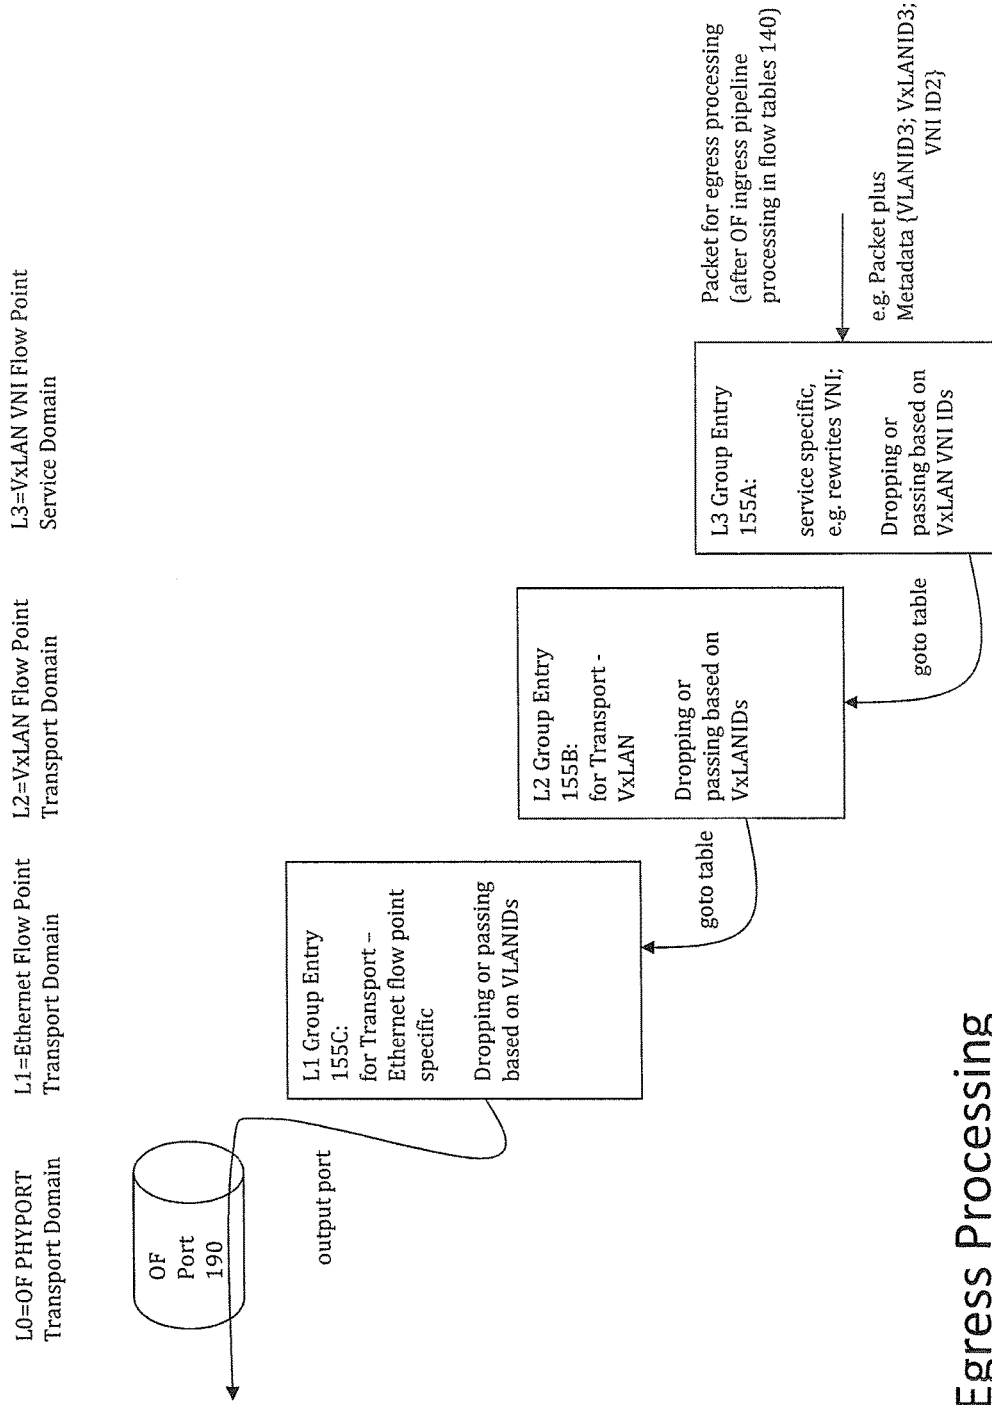 L0=OF PHYPORT
Transport Domain
L1=Ethernet Flow Point
Transport Domain
L2=VxLAN Flow Point
Transport Domain
L3=VxLAN VNI Flow Point
Service Domain
OF
Port
190
output port
L1 Group Entry
155C:
for Transport –
Ethernet flow point
specific
Dropping or passing
based on VLANIDs
goto table
L2 Group Entry
155B:
for Transport -
VxLAN
Dropping or
passing based on
VxLANIDs
goto table
L3 Group Entry
155A:
service specific,
e.g. rewrites VNI;
Dropping or
passing based on
VxLAN VNI IDs
Packet for egress processing
(after OF ingress pipeline
processing in flow tables 140)
e.g. Packet plus
Metadata {VLANID3; VxLANID3;
VNI ID2}
Egress Processing